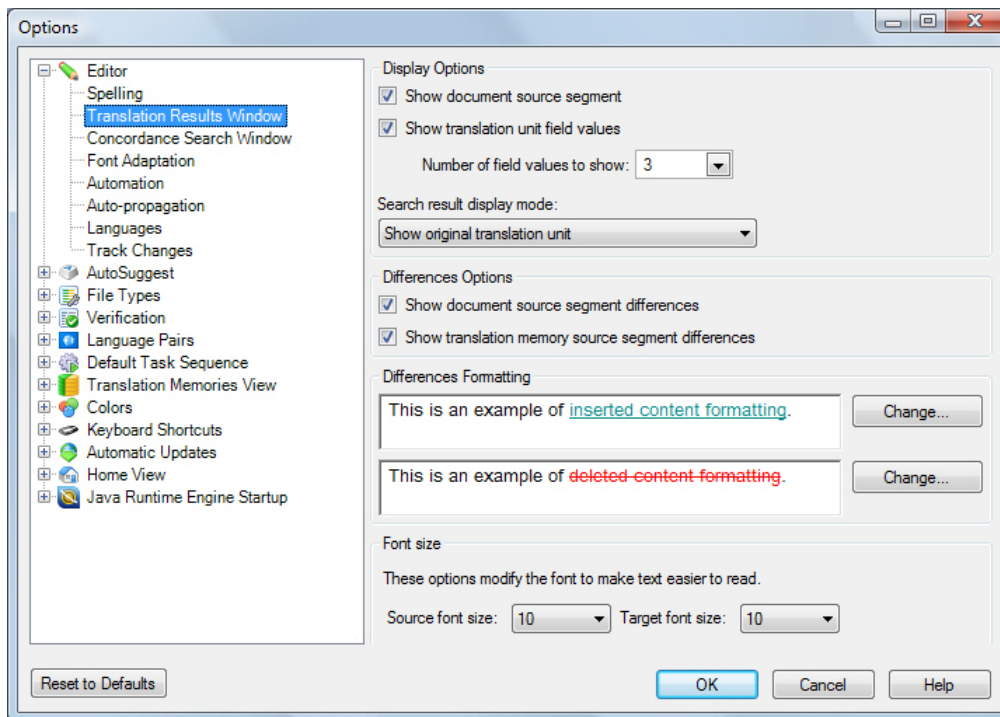 Options
Editor
Spelling
Translation Results Window
Concordance Search Window
Font Adaptation
Automation
Auto-propagation
Languages
Track Changes
AutoSuggest
File Types
Verification
Language Pairs
Default Task Sequence
Translation Memories View
Colors
Keyboard Shortcuts
Automatic Updates
Home View
Java Runtime Engine Startup
Display Options
Show document source segment
Show translation unit field values
Number of field values to show: 3
Search result display mode:
Show original translation unit
Differences Options
Show document source segment differences
Show translation memory source segment differences
Differences Formatting
This is an example of inserted content formatting. Change...
This is an example of deleted content formatting. Change...
Font size
These options modify the font to make text easier to read.
Source font size: 10 Target font size: 10
Reset to Defaults OK Cancel Help